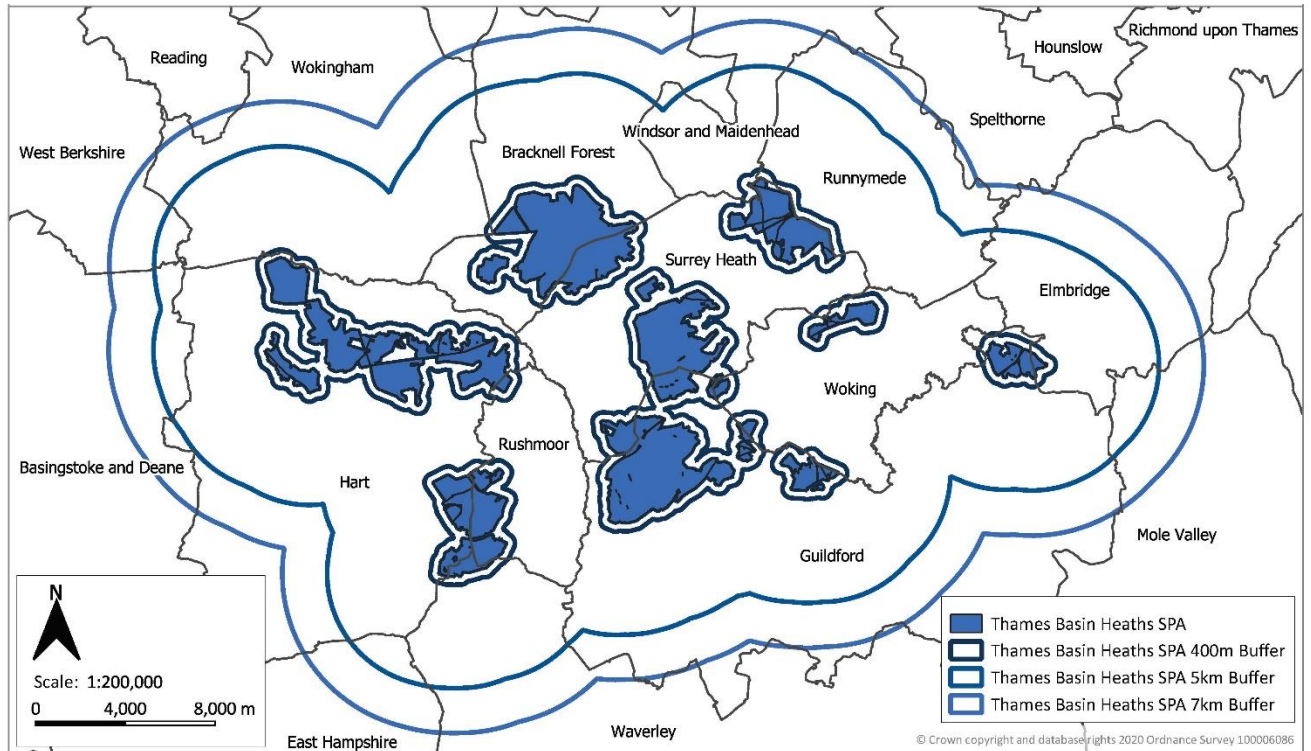 Richmond upon Thames
Hounslow
Reading
Wokingham
Spelthorne
Windsor and Maidenhead
West Berkshire
Bracknell Forest
Runnymede
Surrey Heath
Elmbridge
Woking
Rushmoor
Basingstoke and Deane
Hart
Mole Valley
Guildford
N
Scale: 1:200,000
0 4,000 8,000 m
Thames Basin Heaths SPA
Thames Basin Heaths SPA 400m Buffer
Thames Basin Heaths SPA 5km Buffer
Thames Basin Heaths SPA 7km Buffer
Waverley
East Hampshire
© Crown copyright and database rights 2020 Ordnance Survey 100006086